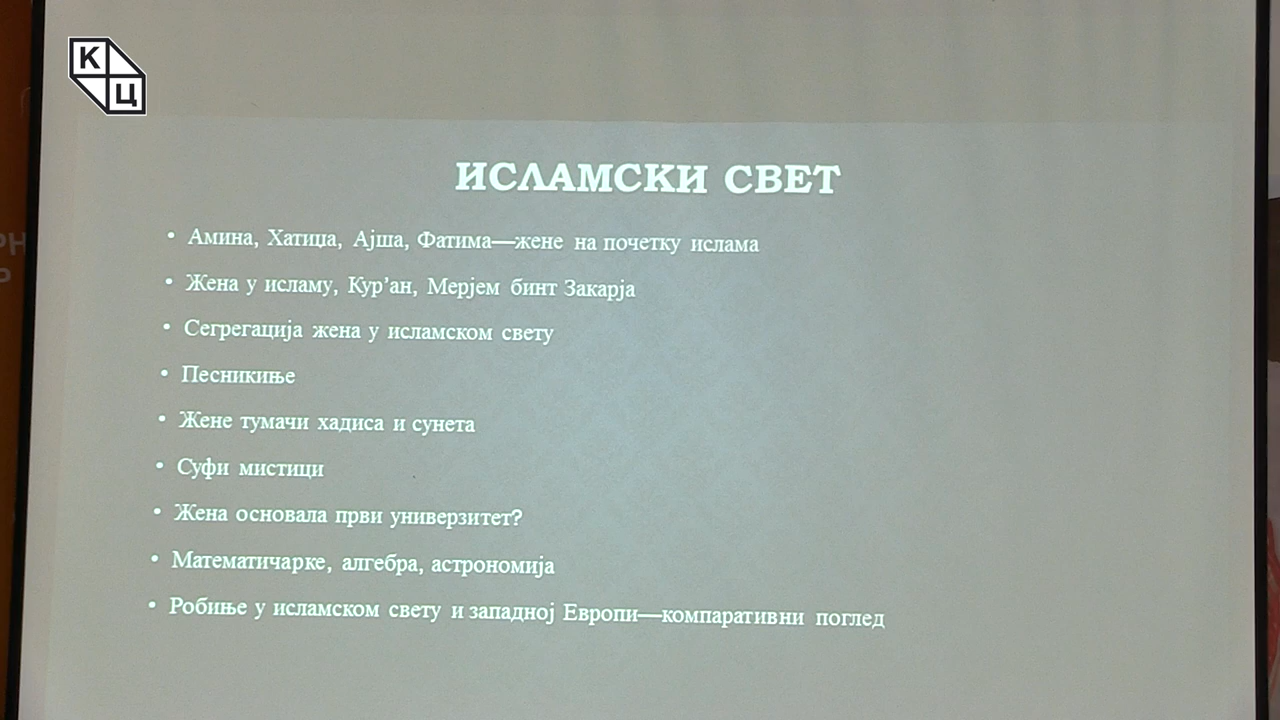 К
Ц
ИСЛАМСКИ СВЕТ
• Амина, Хатиџа, Ајша, Фатима—жене на почетку ислама
• Жена у исламу, Кур’ан, Мерјем бинт Закарја
• Сегрегација жена у исламском свету
• Песникиње
• Жене тумачи хадиса и сунета
• Суфи мистици
• Жена основала први универзитет?
• Математичарке, алгебра, астрономија
• Робиње у исламском свету и западној Европи—компаративни поглед